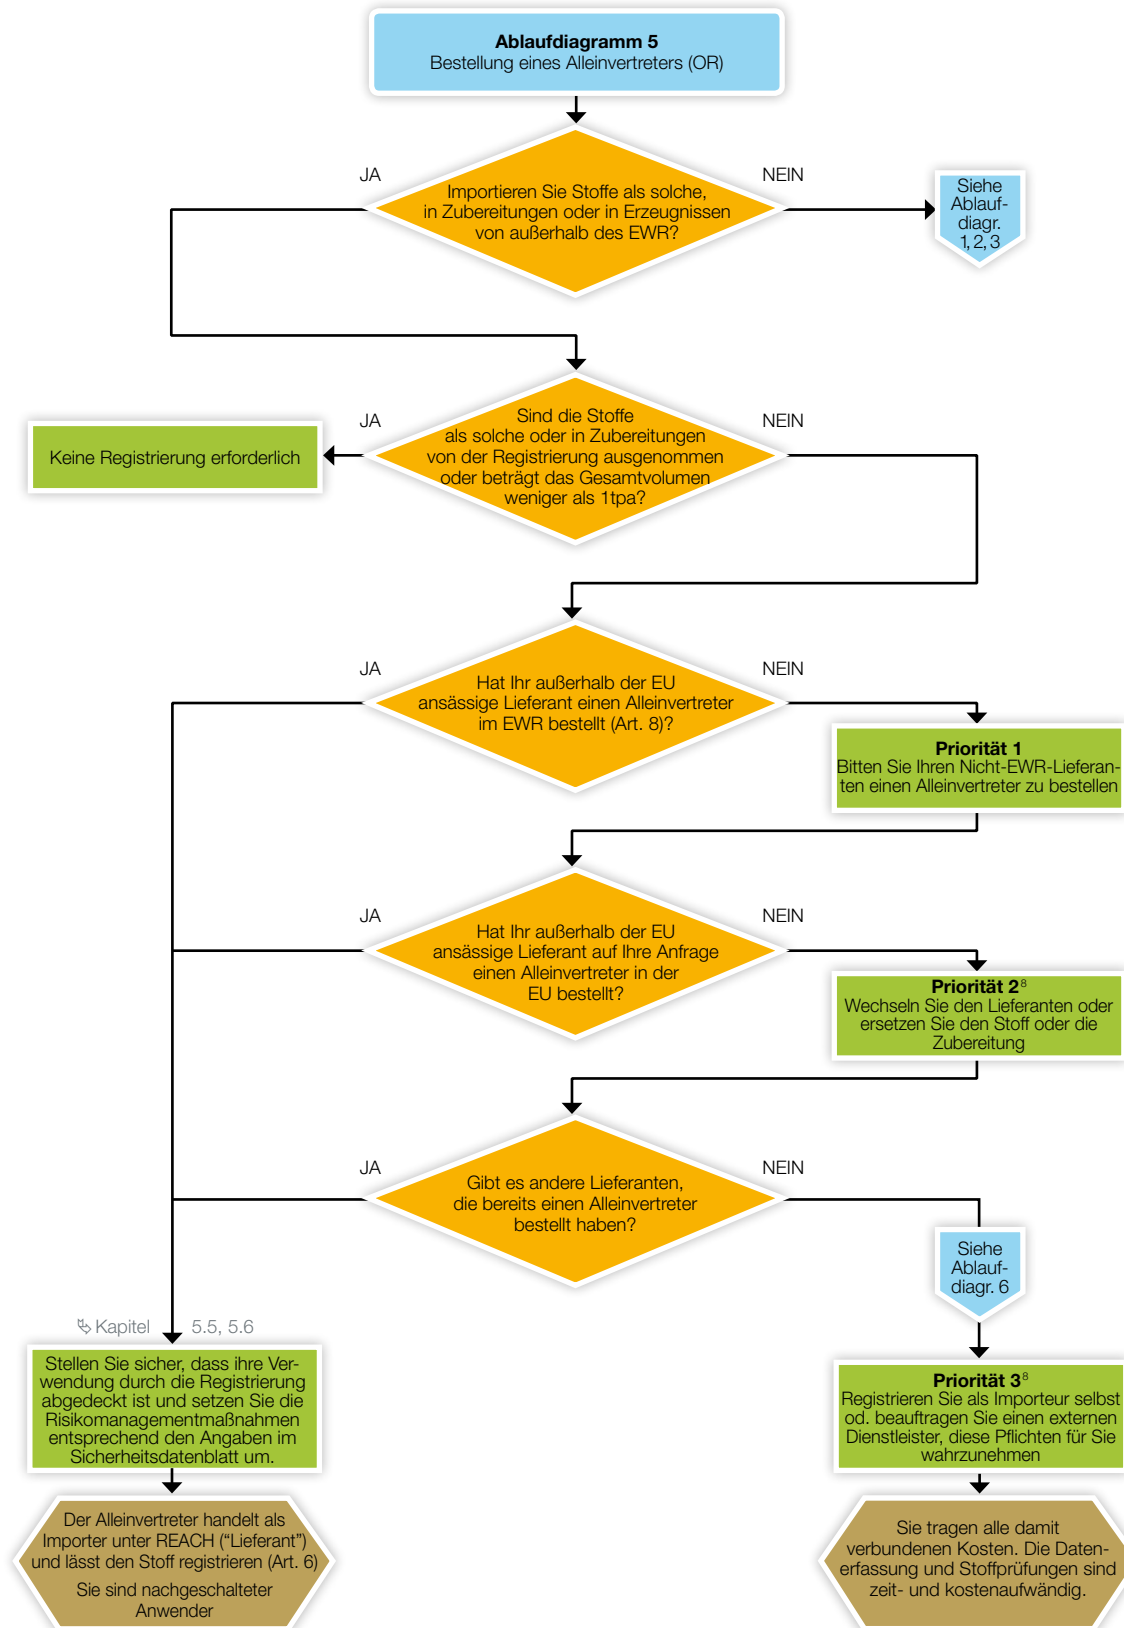 Ablaufdiagramm 5
Bestellung eines Alleinvertreters (OR)
JA
NEIN
Importieren Sie Stoffe als solche,
in Zubereitungen oder in Erzeugnissen
von außerhalb des EWR?
Siehe
Ablauf-
diagr.
1, 2, 3
JA
NEIN
Sind die Stoffe
als solche oder in Zubereitungen
von der Registrierung ausgenommen
oder beträgt das Gesamtvolumen
weniger als 1tpa?
Keine Registrierung erforderlich
JA
NEIN
Hat Ihr außerhalb der EU
ansässige Lieferant einen Alleinvertreter
im EWR bestellt (Art. 8)?
Priorität 1
Bitten Sie Ihren Nicht-EWR-Lieferan-
ten einen Alleinvertreter zu bestellen
JA
NEIN
Hat Ihr außerhalb der EU
ansässige Lieferant auf Ihre Anfrage
einen Alleinvertreter in der
EU bestellt?
Priorität 2⁸
Wechseln Sie den Lieferanten oder
ersetzen Sie den Stoff oder die
Zubereitung
JA
NEIN
Gibt es andere Lieferanten,
die bereits einen Alleinvertreter
bestellt haben?
Siehe
Ablauf-
diagr. 6
Kapitel 5.5, 5.6
Stellen Sie sicher, dass ihre Ver-
wendung durch die Registrierung
abgedeckt ist und setzen Sie die
Risikomanagementmaßnahmen
entsprechend den Angaben im
Sicherheitsdatenblatt um.
Priorität 3⁸
Registrieren Sie als Importeur selbst
od. beauftragen Sie einen externen
Dienstleister, diese Pflichten für Sie
wahrzunehmen
Der Alleinvertreter handelt als
Importer unter REACH (“Lieferant”)
und lässt den Stoff registrieren (Art. 6)
Sie sind nachgeschalteter
Anwender
Sie tragen alle damit
verbundenen Kosten. Die Daten-
erfassung und Stoffprüfungen sind
zeit- und kostenaufwändig.